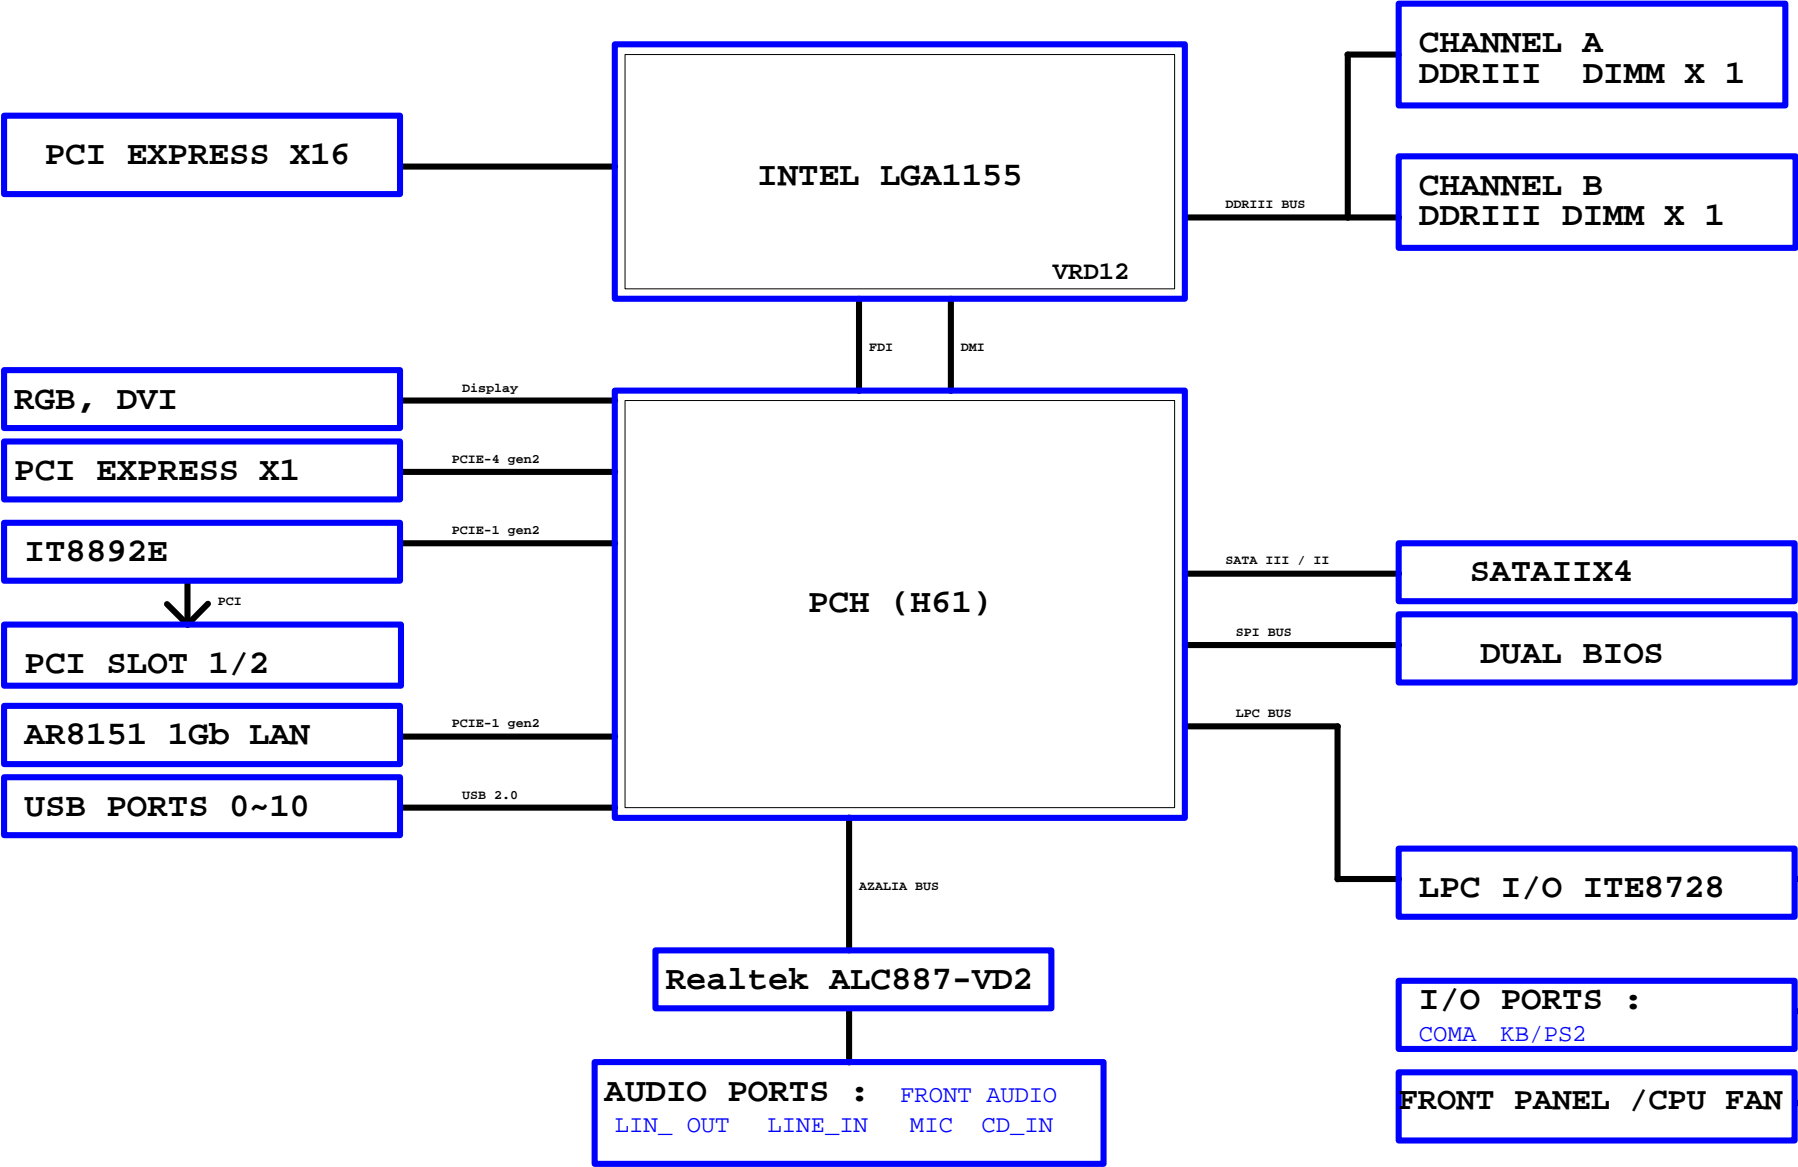 CHANNEL A
DDRIII DIMM X 1
PCI EXPRESS X16
INTEL LGA1155
VRD12
DDRIII BUS
CHANNEL B
DDRIII DIMM X 1
FDI
DMI
RGB, DVI
Display
PCI EXPRESS X1
PCIE-4 gen2
IT8892E
PCIE-1 gen2
PCI
PCI SLOT 1/2
AR8151 1Gb LAN
PCIE-1 gen2
USB PORTS 0~10
USB 2.0
PCH (H61)
SATA III / II
SATAIIX4
SPI BUS
DUAL BIOS
LPC BUS
LPC I/O ITE8728
AZALIA BUS
Realtek ALC887-VD2
AUDIO PORTS : FRONT AUDIO
LIN_ OUT LINE_IN MIC CD_IN
I/O PORTS :
COMA KB/PS2
FRONT PANEL /CPU FAN